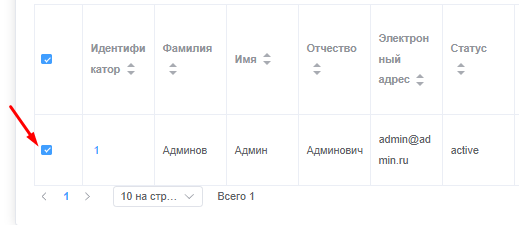 Идентифи
катор
Фамилия
Имя
Отчество
Электрон
ный
адрес
Статус
1
Админов
Админ
Админович
admin@ad
min.ru
active
1
10 на стр…
Всего 1